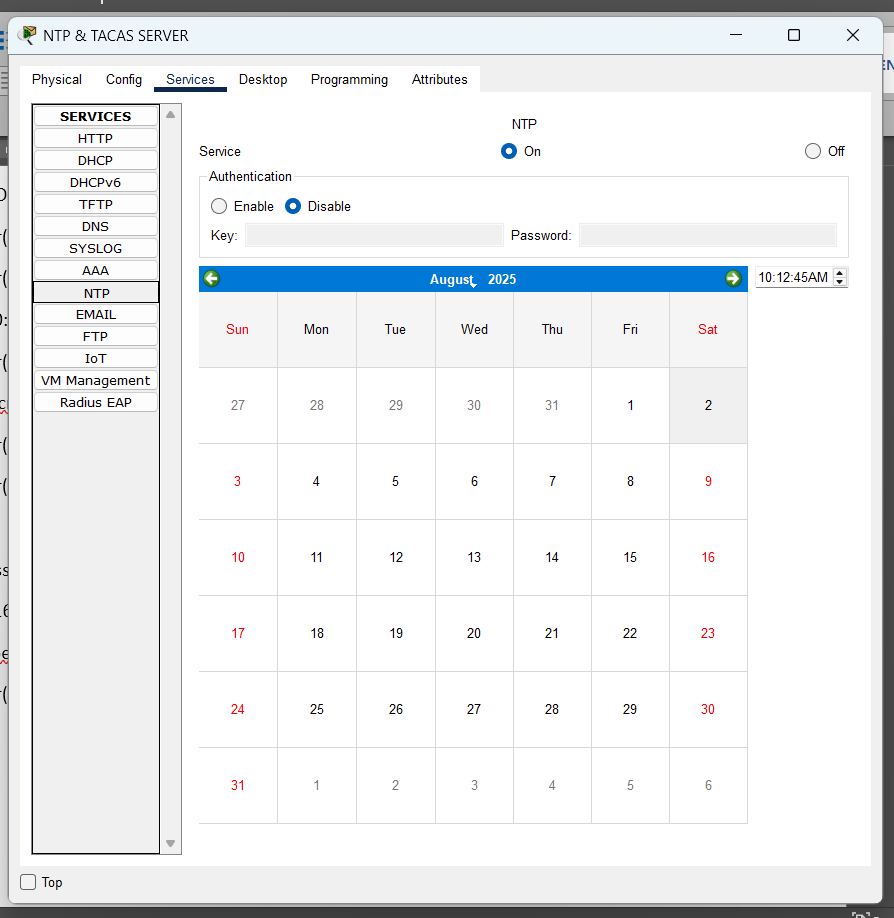 NTP & TACAS SERVER
Physical Config Services Desktop Programming Attributes
SERVICES
HTTP
DHCP
DHCPv6
TFTP
DNS
SYSLOG
AAA
NTP
EMAIL
FTP
IoT
VM Management
Radius EAP
NTP
Service On Off
Authentication
Enable Disable
Key: Password:
August, 2025 10:12:45AM
Sun Mon Tue Wed Thu Fri Sat
27 28 29 30 31 1 2
3 4 5 6 7 8 9
10 11 12 13 14 15 16
17 18 19 20 21 22 23
24 25 26 27 28 29 30
31 1 2 3 4 5 6
Top